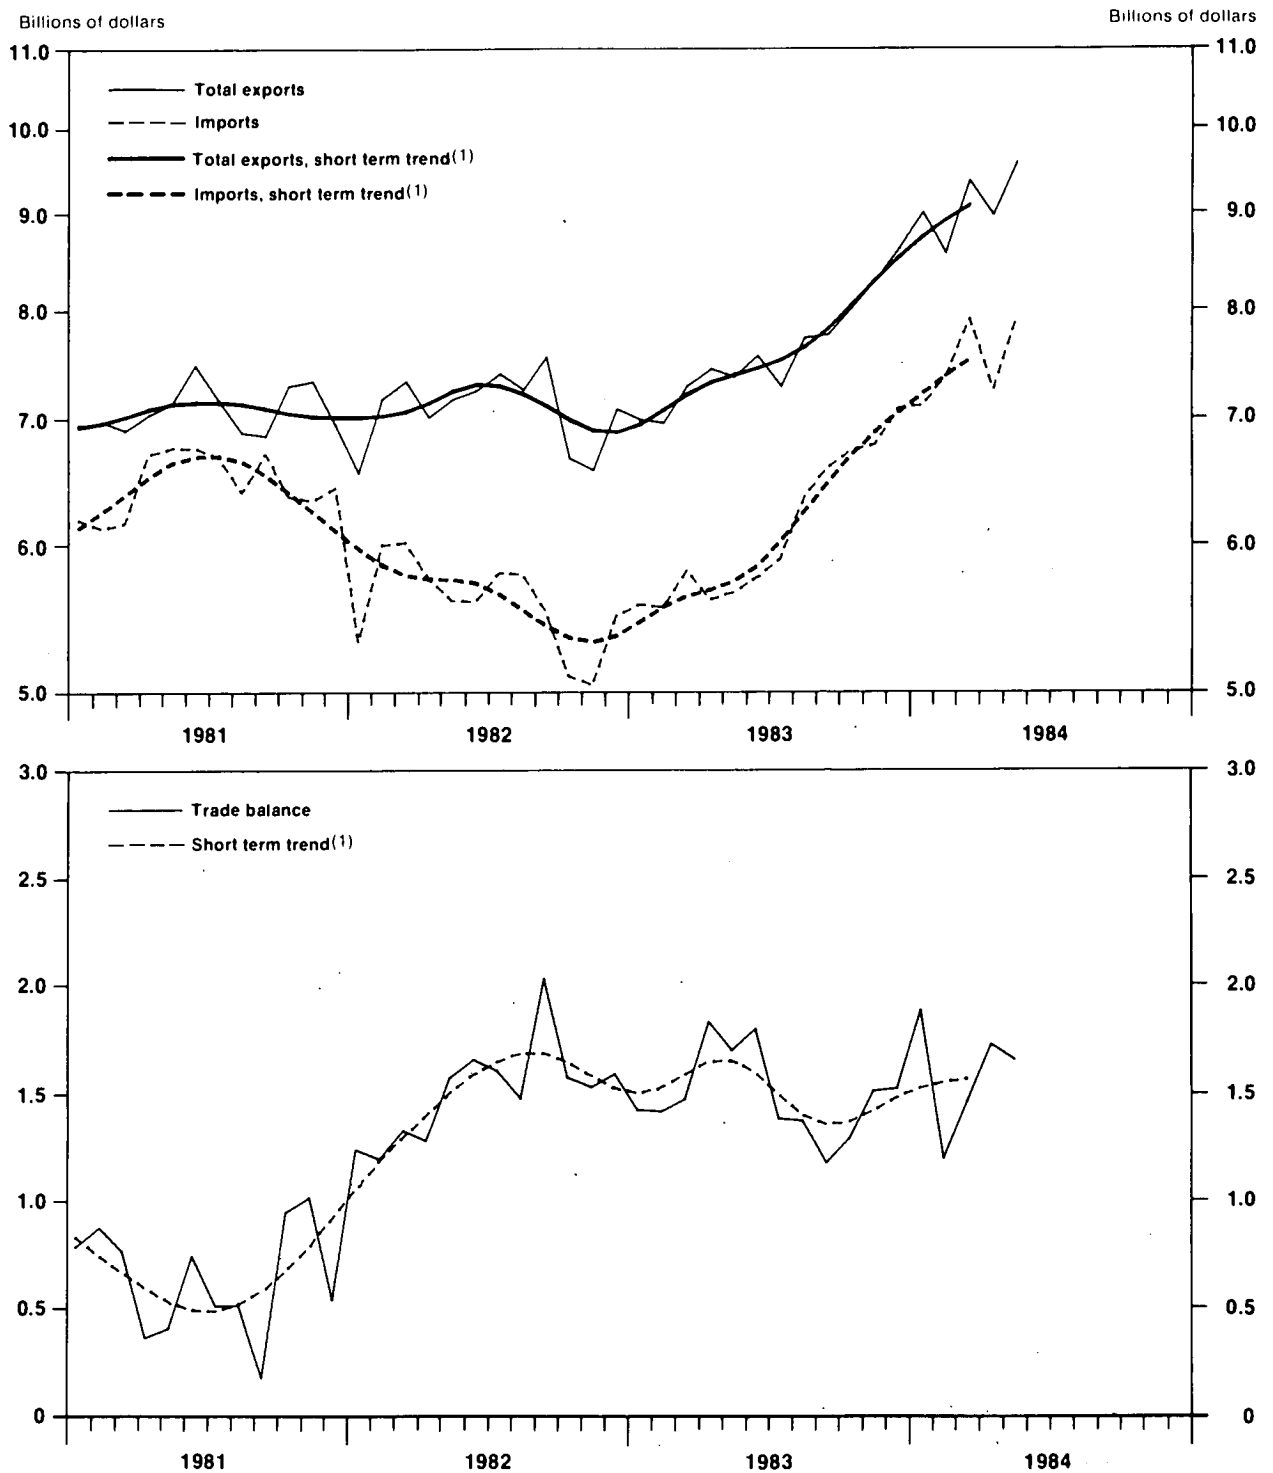 Billions of dollars Billions of dollars
11.0 11.0
Total exports
Imports
10.0 10.0
Total exports, short term trend(1)
Imports, short term trend(1)
9.0 9.0
8.0 8.0
7.0 7.0
6.0 6.0
5.0 5.0
1981 1982 1983 1984
3.0 3.0
Trade balance
Short term trend(1)
2.5 2.5
2.0 2.0
1.5 1.5
1.0 1.0
0.5 0.5
0 0
1981 1982 1983 1984